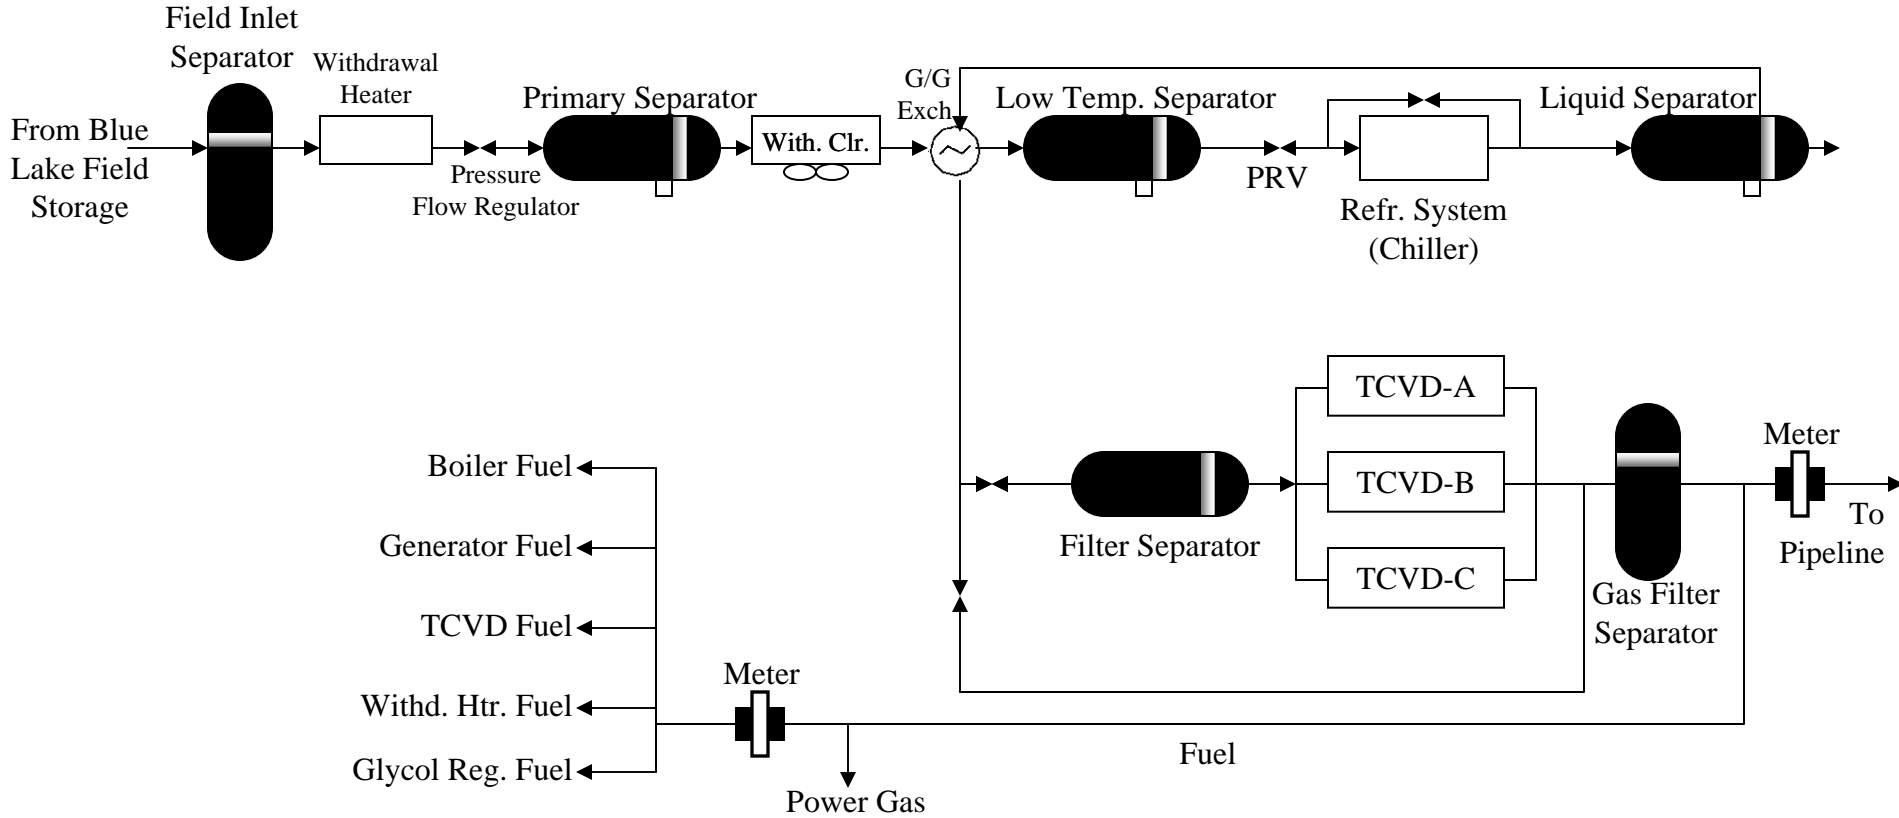 Field Inlet
Separator
Withdrawal
Heater
From Blue
Lake Field
Storage
Pressure
Flow Regulator
Primary Separator
With. Clr.
G/G
Exch
Low Temp. Separator
PRV
Refr. System
(Chiller)
Liquid Separator
TCVD-A
TCVD-B
TCVD-C
Filter Separator
Gas Filter
Separator
Meter
To
Pipeline
Boiler Fuel
Generator Fuel
TCVD Fuel
Withd. Htr. Fuel
Glycol Reg. Fuel
Meter
Power Gas
Fuel